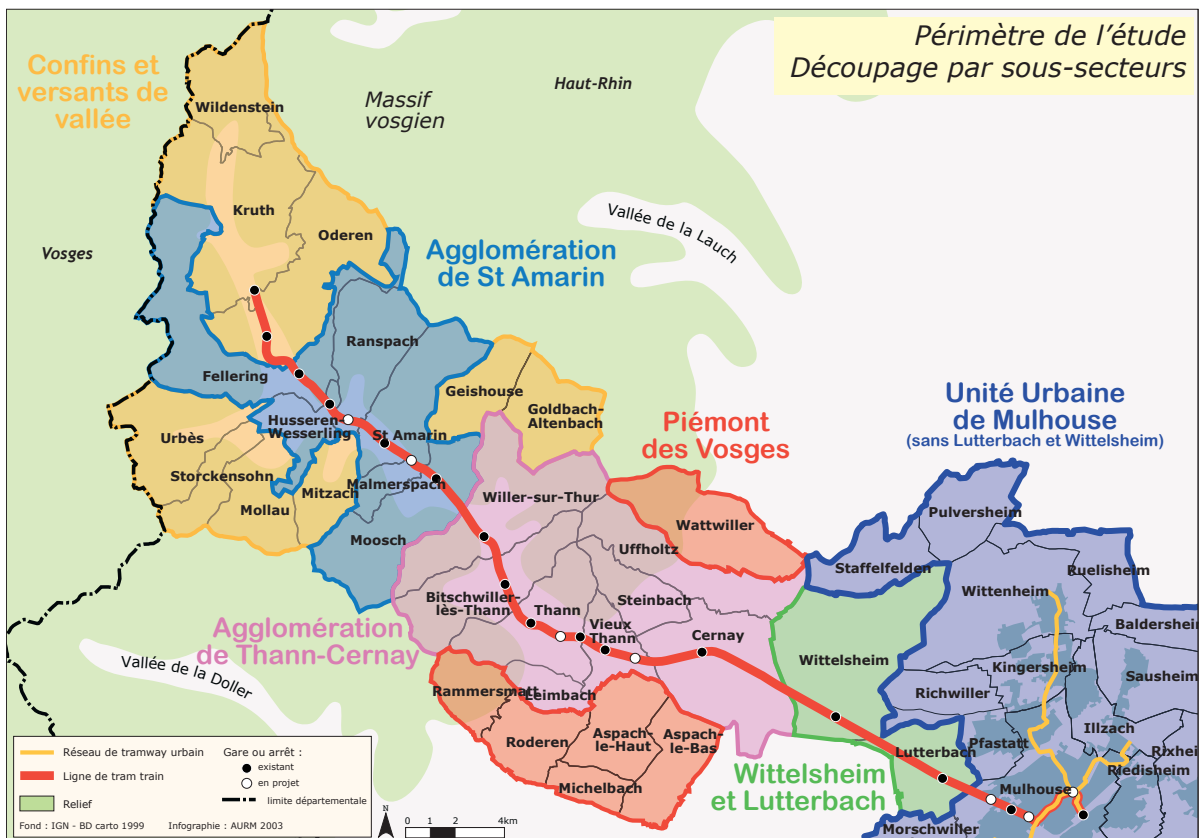 Périmètre de l'étude
Découpage par sous-secteurs
Confins et
versants de
vallée
Haut-Rhin
Massif
vosgien
Wildenstein
Kruth
Oderen
Vosges
Vallée de la Lauch
Agglomération
de St Amarin
Ranspach
Fellering
Geishouse
Goldbach-
Altenbach
Husseren-
Wesserling
St Amarin
Urbès
Storckensohn
Mitzach
Malmerspach
Mollau
Moosch
Piémont
des Vosges
Unité Urbaine
de Mulhouse
(sans Lutterbach et Wittelsheim)
Willer-sur-Thur
Wattwiller
Uffholtz
Pulversheim
Staffelfelden
Ruelisheim
Wittenheim
Bitschwiller-
lès-Thann
Thann
Steinbach
Vieux
Thann
Cernay
Baldersheim
Agglomération
de Thann-Cernay
Vallée de la
Doller
Wittelsheim
Kingersheim
Sausheim
Richwiller
Rammersmatt
Leimbach
Roderen
Aspach-
le-Haut
Aspach-
le-Bas
Michelbach
Illzach
Pfastatt
Lutterbach
Rixhei
Riedisheim
Mulhouse
Morschwiller
Wittelsheim
et Lutterbach
Réseau de tramway urbain
Ligne de tram train
Relief
Gare ou arrêt :
existant
en projet
limite départementale
Fond : IGN - BD carto 1999 Infographie : AURM 2003
N
0 1 2 4km